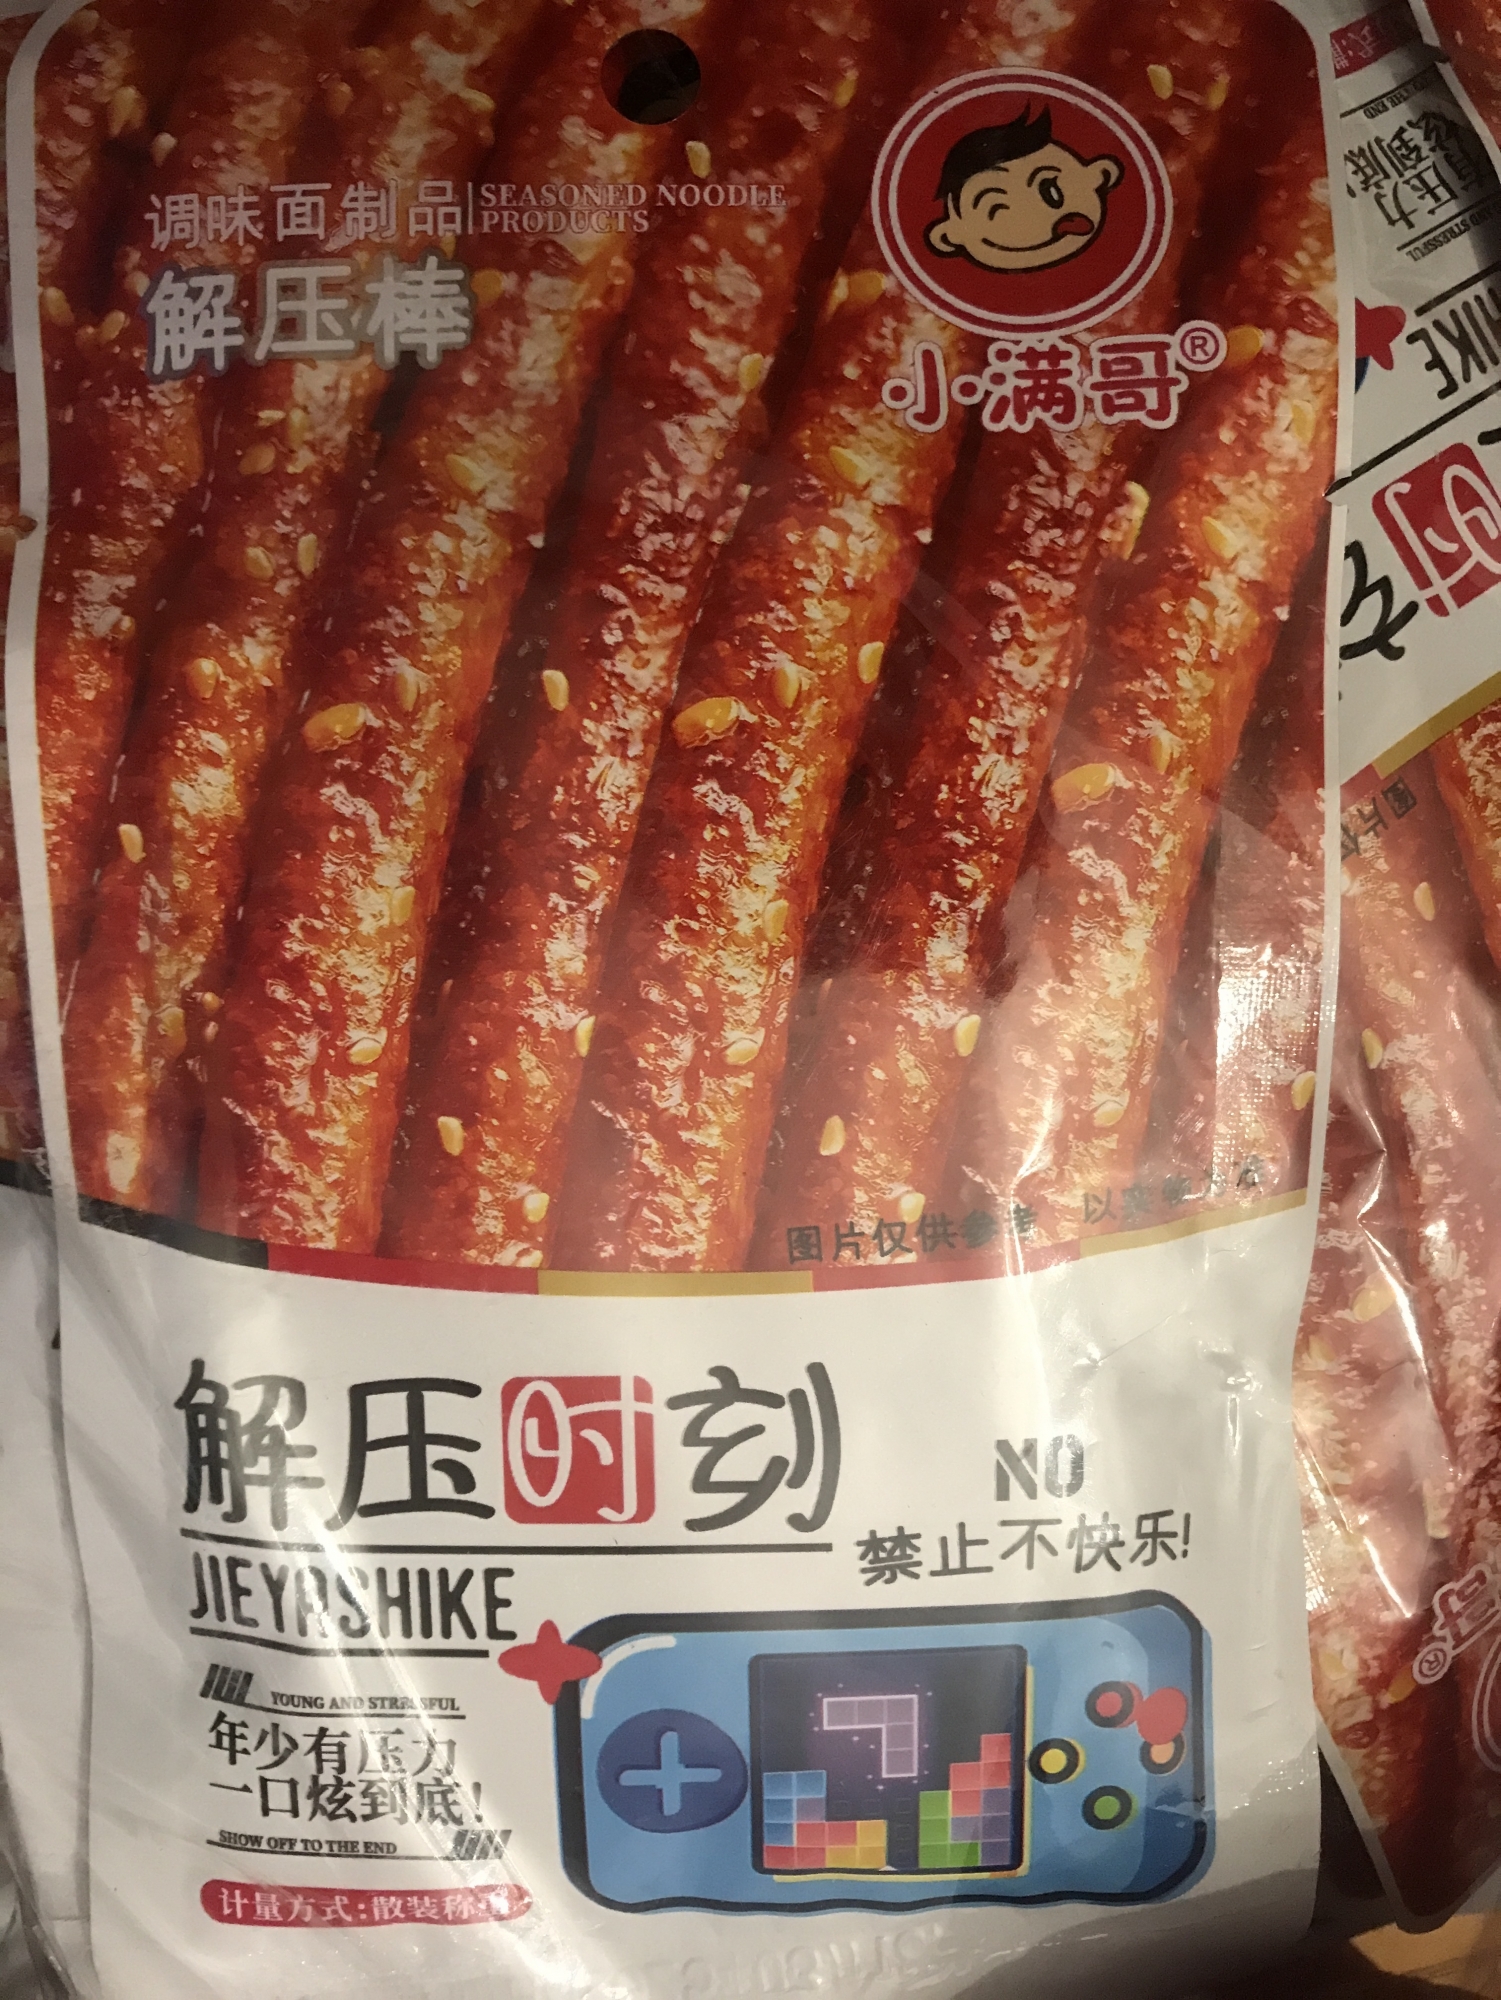 调味面制品
SEASONED NOODLE
PRODUCTS
解压棒
小满哥®
图片仅供参考
解压时刻
JIEYASHIKE
NO
禁止不快乐!
YOUNG AND STRESSFUL
年少有压力
一口炫到底!
SHOW OFF TO THE END
计量方式:散装称重